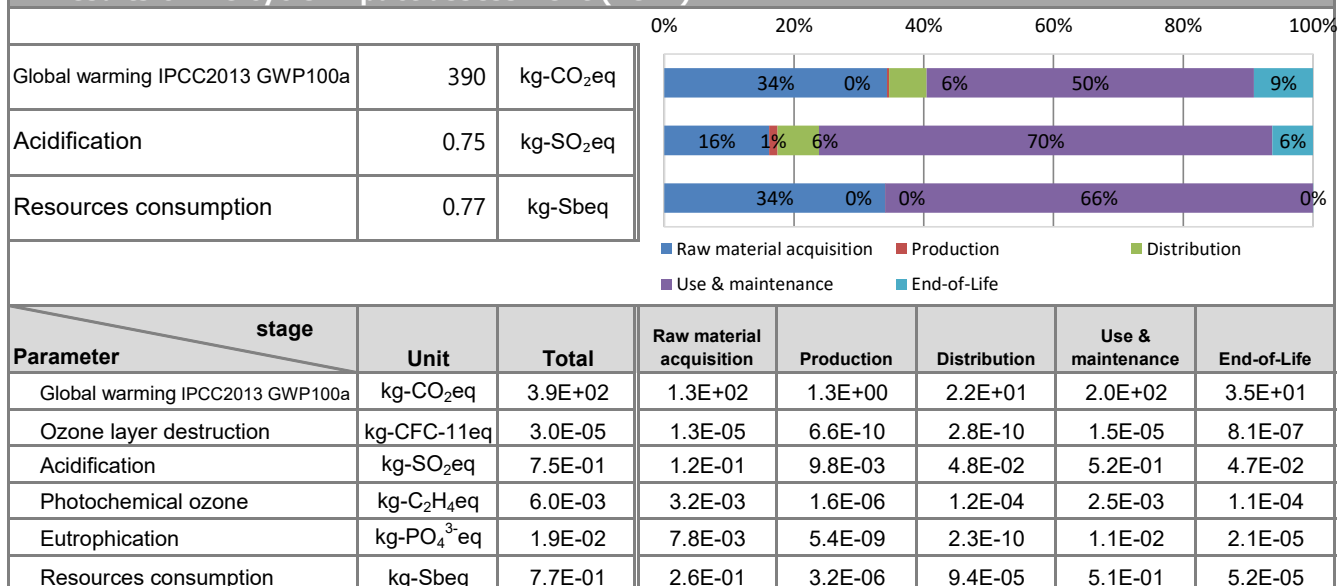 0% 20% 40% 60% 80% 100%
Global warming IPCC2013 GWP100a 390 kg-CO₂eq 34% 0% 6% 50% 9%
Acidification 0.75 kg-SO₂eq 16% 1% 6% 70% 6%
Resources consumption 0.77 kg-Sbeq 34% 0% 0% 66% 0%
Raw material acquisition Production Distribution
Use & maintenance End-of-Life
stage
Parameter Unit Total Raw material acquisition Production Distribution Use & maintenance End-of-Life
Global warming IPCC2013 GWP100a kg-CO₂eq 3.9E+02 1.3E+02 1.3E+00 2.2E+01 2.0E+02 3.5E+01
Ozone layer destruction kg-CFC-11eq 3.0E-05 1.3E-05 6.6E-10 2.8E-10 1.5E-05 8.1E-07
Acidification kg-SO₂eq 7.5E-01 1.2E-01 9.8E-03 4.8E-02 5.2E-01 4.7E-02
Photochemical ozone kg-C₂H₄eq 6.0E-03 3.2E-03 1.6E-06 1.2E-04 2.5E-03 1.1E-04
Eutrophication kg-PO₄³⁻eq 1.9E-02 7.8E-03 5.4E-09 2.3E-10 1.1E-02 2.1E-05
Resources consumption kg-Sbeq 7.7E-01 2.6E-01 3.2E-06 9.4E-05 5.1E-01 5.2E-05